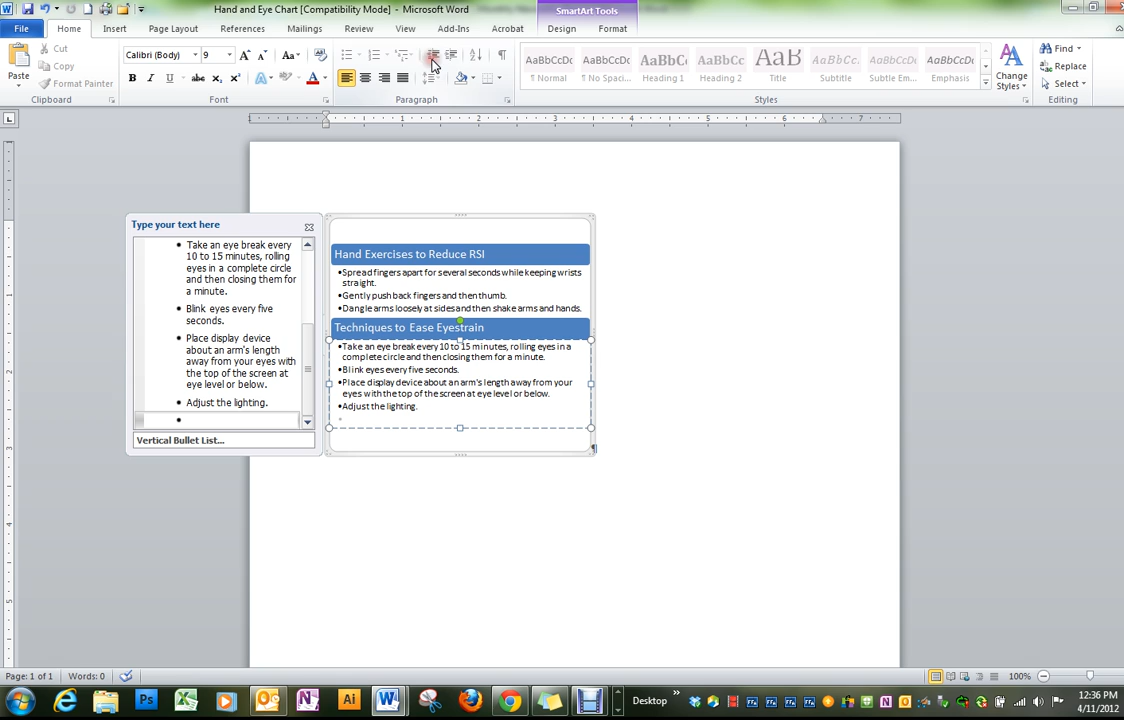 Hand and Eye Chart [Compatibility Mode] - Microsoft Word
SmartArt Tools
File Home Insert Page Layout References Mailings Review View Add-Ins Acrobat Design Format
Paste
Cut
Copy
Format Painter
Clipboard
Calibri (Body) 9
Font
Paragraph
AaBbCcDc AaBbCcDc AaBbC AaBbCc AaB AaBbCc. AaBbCcDc AaBbCcDc
¶ Normal ¶ No Spaci... Heading 1 Heading 2 Title Subtitle Subtle Em... Emphasis
Change
Styles
Styles
Find
Replace
Select
Editing
1 2 3 4 5 6 7
Type your text here
• Take an eye break every
10 to 15 minutes, rolling
eyes in a complete circle
and then closing them for
a minute.
• Blink eyes every five
seconds.
• Place display device
about an arm's length
away from your eyes with
the top of the screen at
eye level or below.
• Adjust the lighting.
•
Vertical Bullet List...
Hand Exercises to Reduce RSI
•Spread fingers apart for several seconds while keeping wrists
straight.
•Gently push back fingers and then thumb.
•Dangle arms loosely at sides and then shake arms and hands.
Techniques to Ease Eyestrain
•Take an eye break every 10 to 15 minutes, rolling eyes in a
complete circle and then closing them for a minute.
•Blink eyes every five seconds.
•Place display device about an arm's length away from your
eyes with the top of the screen at eye level or below.
•Adjust the lighting.
Page: 1 of 1 Words: 0
100%
Desktop
12:36 PM
4/11/2012